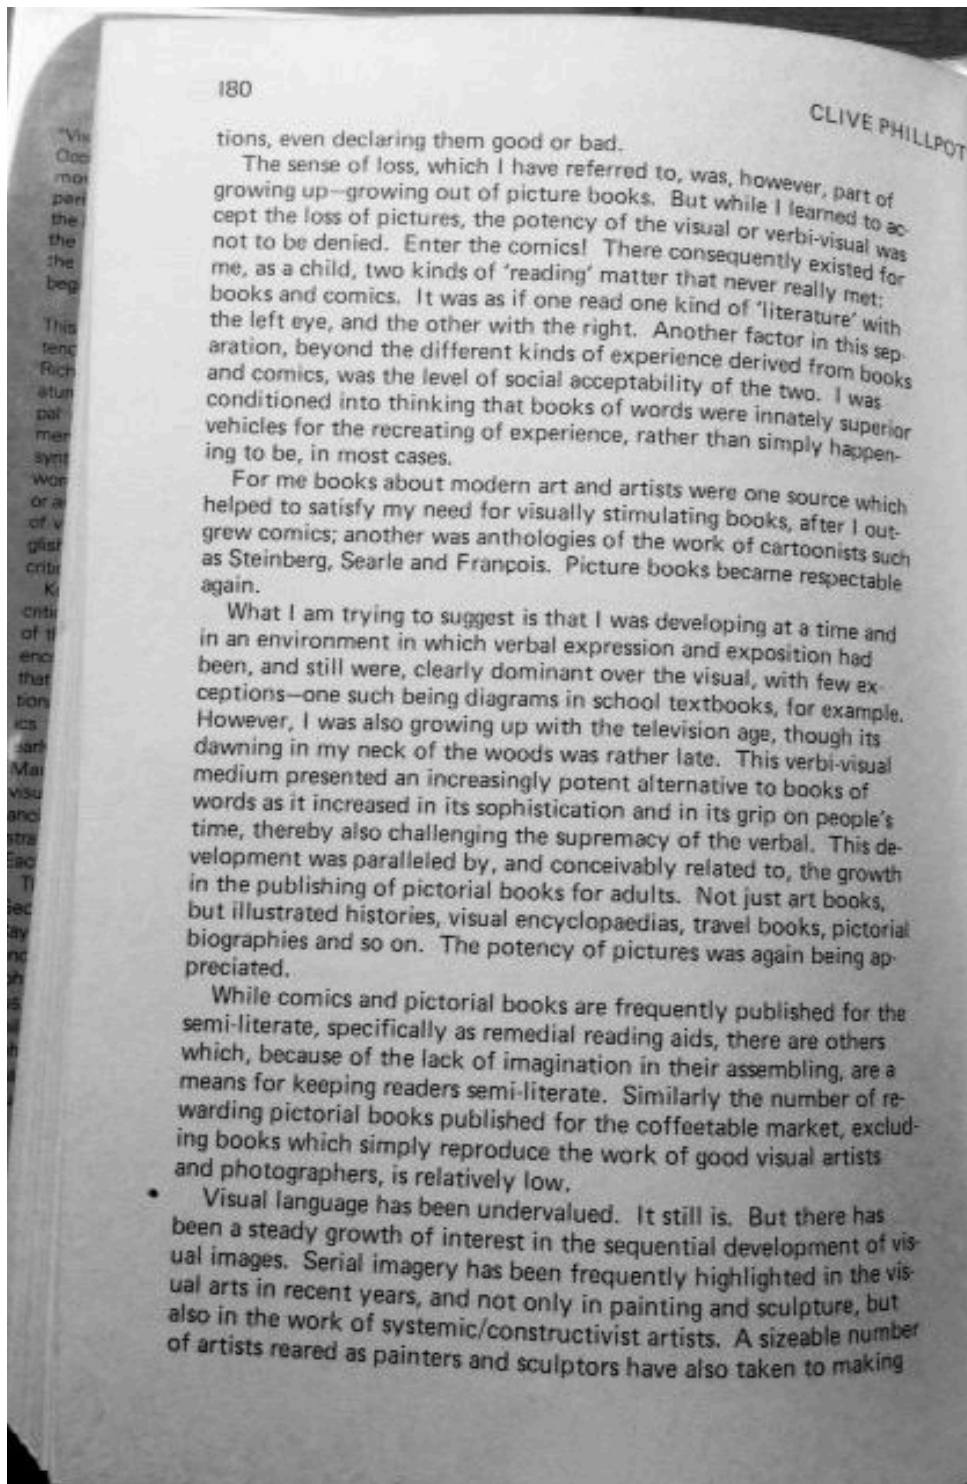 180
CLIVE PHILLPOT
tions, even declaring them good or bad.
The sense of loss, which I have referred to, was, however, part of
growing up—growing out of picture books. But while I learned to ac-
cept the loss of pictures, the potency of the visual or verbi-visual was
not to be denied. Enter the comics! There consequently existed for
me, as a child, two kinds of ‘reading’ matter that never really met:
books and comics. It was as if one read one kind of ‘literature’ with
the left eye, and the other with the right. Another factor in this sep-
aration, beyond the different kinds of experience derived from books
and comics, was the level of social acceptability of the two. I was
conditioned into thinking that books of words were innately superior
vehicles for the recreating of experience, rather than simply happen-
ing to be, in most cases.
For me books about modern art and artists were one source which
helped to satisfy my need for visually stimulating books, after I out-
grew comics; another was anthologies of the work of cartoonists such
as Steinberg, Searle and Françols. Picture books became respectable
again.
What I am trying to suggest is that I was developing at a time and
in an environment in which verbal expression and exposition had
been, and still were, clearly dominant over the visual, with few ex-
ceptions—one such being diagrams in school textbooks, for example.
However, I was also growing up with the television age, though its
dawning in my neck of the woods was rather late. This verbi-visual
medium presented an increasingly potent alternative to books of
words as it increased in its sophistication and in its grip on people’s
time, thereby also challenging the supremacy of the verbal. This de-
velopment was paralleled by, and conceivably related to, the growth
in the publishing of pictorial books for adults. Not just art books,
but illustrated histories, visual encyclopaedias, travel books, pictorial
biographies and so on. The potency of pictures was again being ap-
preciated.
While comics and pictorial books are frequently published for the
semi-literate, specifically as remedial reading aids, there are others
which, because of the lack of imagination in their assembling, are a
means for keeping readers semi-literate. Similarly the number of re-
warding pictorial books published for the coffeetable market, exclud-
ing books which simply reproduce the work of good visual artists
and photographers, is relatively low.
Visual language has been undervalued. It still is. But there has
been a steady growth of interest in the sequential development of vis-
ual images. Serial imagery has been frequently highlighted in the vis-
ual arts in recent years, and not only in painting and sculpture, but
also in the work of systemic/constructivist artists. A sizeable number
of artists reared as painters and sculptors have also taken to making